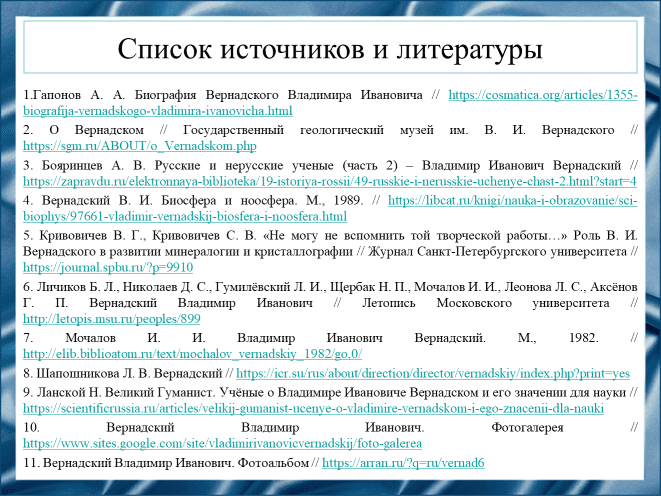 Список источников и литературы
1.Гапонов А. А. Биография Вернадского Владимира Ивановича // https://cosmatica.org/articles/1355-
biografija-vernadskogo-vladimira-ivanovicha.html
2. О Вернадском // Государственный геологический музей им. В. И. Вернадского //
https://sgm.ru/ABOUT/o_Vernadskom.php
3. Бояринцев А. В. Русские и нерусские ученые (часть 2) – Владимир Иванович Вернадский //
https://zapravdu.ru/elektronnaya-biblioteka/19-istoriya-rossii/49-russkie-i-nerusskie-uchenye-chast-2.html?start=4
4. Вернадский В. И. Биосфера и ноосфера. М., 1989. // https://libcat.ru/knigi/nauka-i-obrazovanie/sci-
biophys/97661-vladimir-vernadskij-biosfera-i-noosfera.html
5. Кривовичев В. Г., Кривовичев С. В. «Не могу не вспомнить той творческой работы…» Роль В. И.
Вернадского в развитии минералогии и кристаллографии // Журнал Санкт-Петербургского университета //
https://journal.spbu.ru/?p=9910
6. Личиков Б. Л., Николаев Д. С., Гумилёвский Л. И., Щербак Н. П., Мочалов И. И., Леонова Л. С., Аксёнов
Г. П. Вернадский Владимир Иванович // Летопись Московского университета //
http://letopis.msu.ru/peoples/899
7. Мочалов И. И. Владимир Иванович Вернадский. М., 1982. //
http://elib.biblioatom.ru/text/mochalov_vernadskiy_1982/go,0/
8. Шапошникова Л. В. Вернадский // https://icr.su/rus/about/direction/director/vernadskiy/index.php?print=yes
9. Ланской Н. Великий Гуманист. Учёные о Владимире Ивановиче Вернадском и его значении для науки //
https://scientificrussia.ru/articles/velikij-gumanist-ucenye-o-vladimire-vernadskom-i-ego-znacenii-dla-nauki
10. Вернадский Владимир Иванович. Фотогалерея //
https://www.sites.google.com/site/vladimirivanovicvernadskij/foto-galerea
11. Вернадский Владимир Иванович. Фотоальбом // https://arran.ru/?q=ru/vernad6